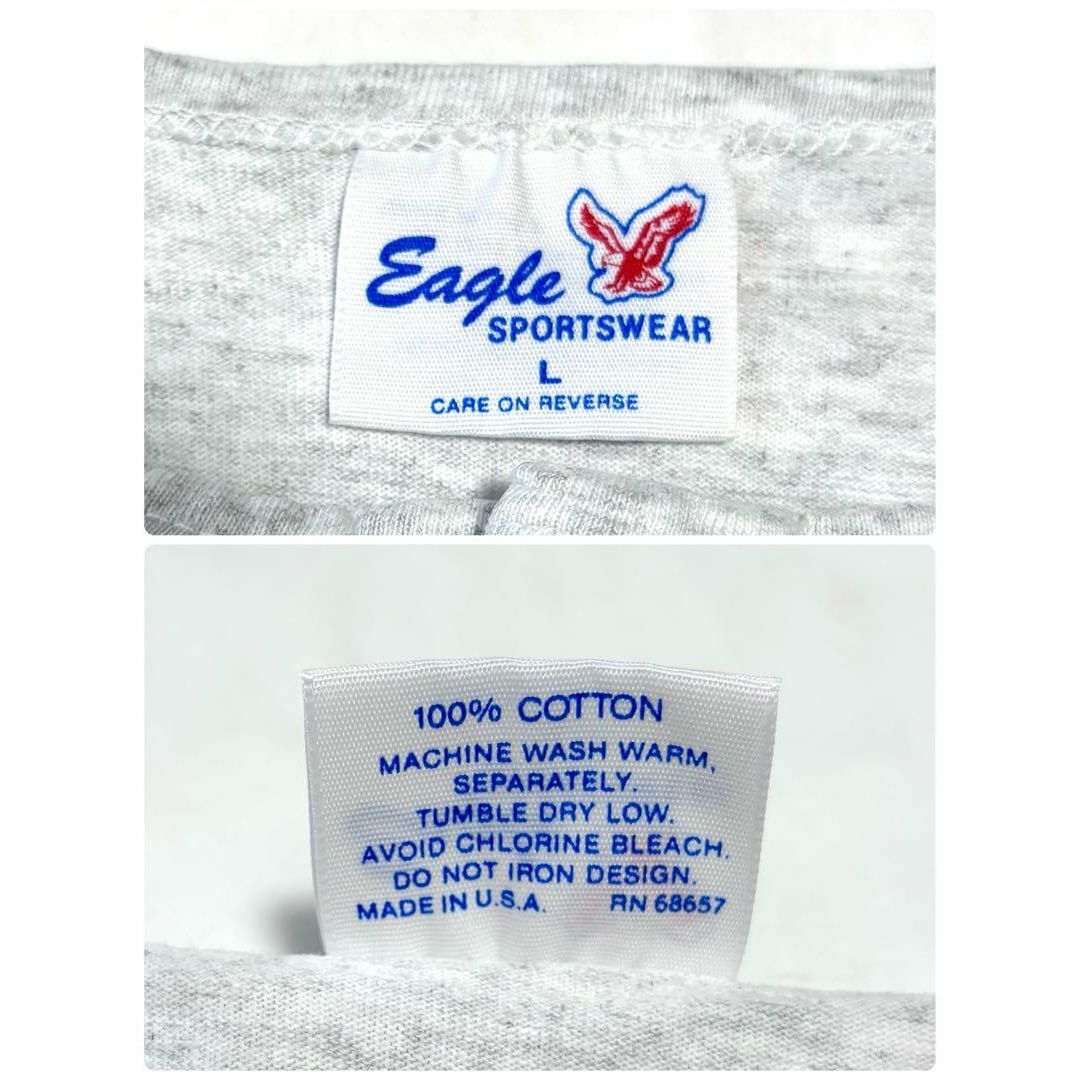 Eagle
SPORTSWEAR
L
CARE ON REVERSE
100% COTTON
MACHINE WASH WARM,
SEPARATELY.
TUMBLE DRY LOW.
AVOID CHLORINE BLEACH.
DO NOT IRON DESIGN.
MADE IN U.S.A. RN 68657